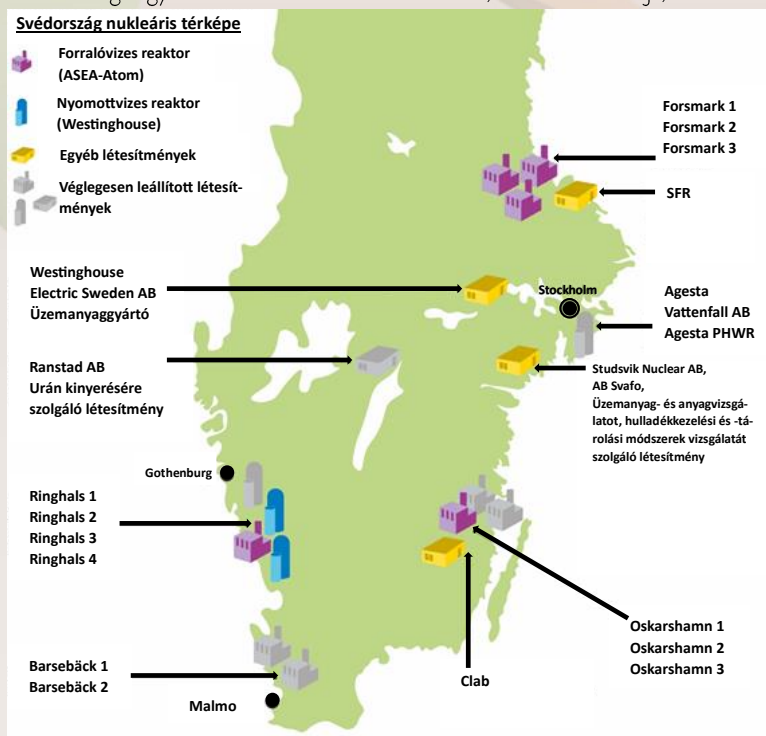 Svédország nukleáris térképe
Forralóvizes reaktor
(ASEA-Atom)
Nyomottvizes reaktor
(Westinghouse)
Egyéb létesítmények
Véglegesen leállított létesít-
mények
Forsmark 1
Forsmark 2
Forsmark 3
SFR
Westinghouse
Electric Sweden AB
Üzemanyaggyártó
Stockholm
Agesta
Vattenfall AB
Agesta PHWR
Ranstad AB
Urán kinyerésére
szolgáló létesítmény
Studsvik Nuclear AB,
AB Svafo,
Üzemanyag- és anyagvizsgá-
latot, hulladékkezelési és -tá-
rolási módszerek vizsgálatát
szolgáló létesítmény
Gothenburg
Ringhals 1
Ringhals 2
Ringhals 3
Ringhals 4
Oskarshamn 1
Oskarshamn 2
Oskarshamn 3
Clab
Barsebäck 1
Barsebäck 2
Malmo